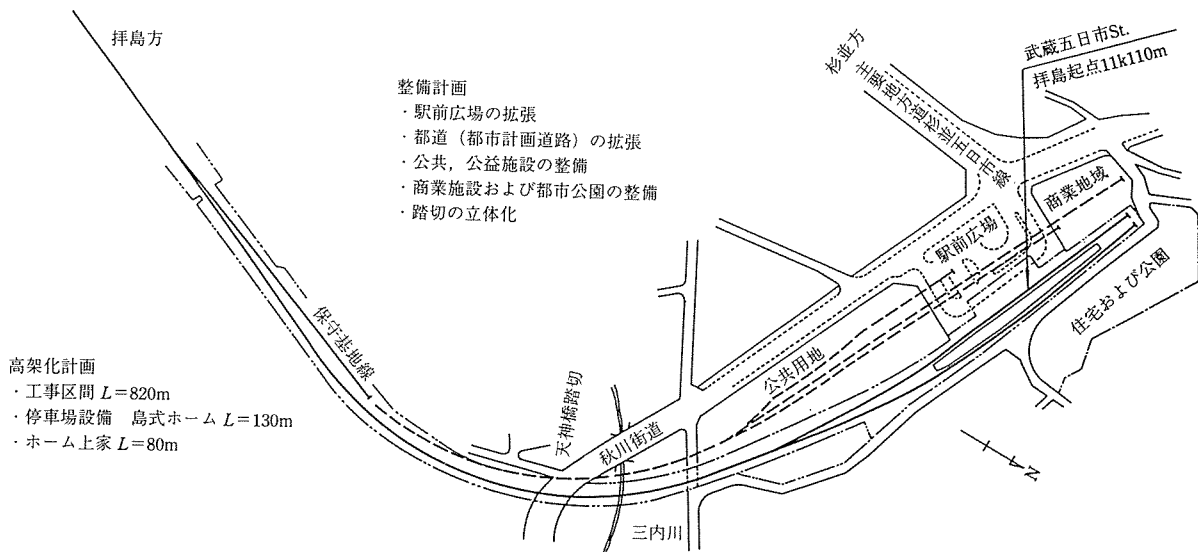 拝島方
整備計画
・駅前広場の拡張
・都道（都市計画道路）の拡張
・公共，公益施設の整備
・商業施設および都市公園の整備
・踏切の立体化
杉並方
主要地方道杉並五日市線
武蔵五日市St.
拝島起点11k110m
商業地域
駅前広場
住宅および公園
公共用地
保守基地線
高架化計画
・工事区間 L=820m
・停車場設備　島式ホーム L=130m
・ホーム上家 L=80m
天神橋踏切
秋川街道
三内川
N